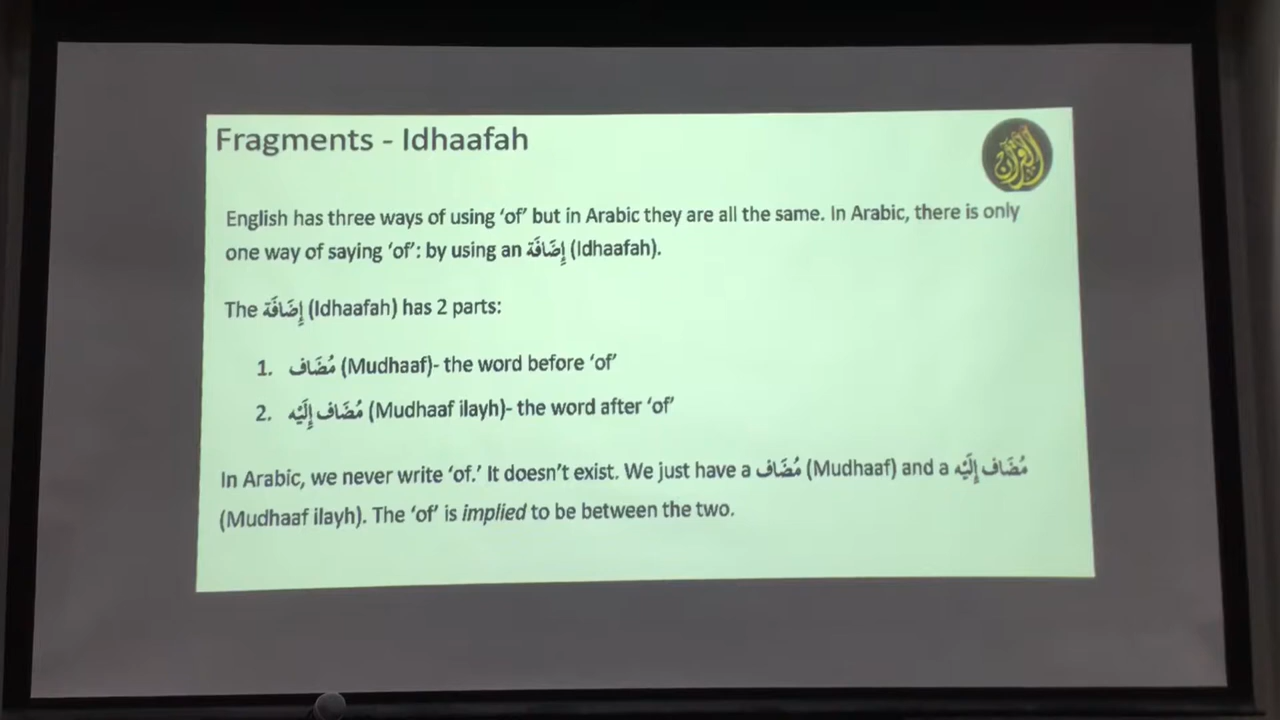 Fragments - Idhaafah
القرآن
English has three ways of using ‘of’ but in Arabic they are all the same. In Arabic, there is only
one way of saying ‘of’: by using an إِضَافَة (Idhaafah).
The إِضَافَة (Idhaafah) has 2 parts:
1. مُضَاف (Mudhaaf)- the word before ‘of’
2. مُضَاف إِلَيْه (Mudhaaf ilayh)- the word after ‘of’
In Arabic, we never write ‘of.’ It doesn’t exist. We just have a مُضَاف (Mudhaaf) and a مُضَاف إِلَيْه
(Mudhaaf ilayh). The ‘of’ is implied to be between the two.